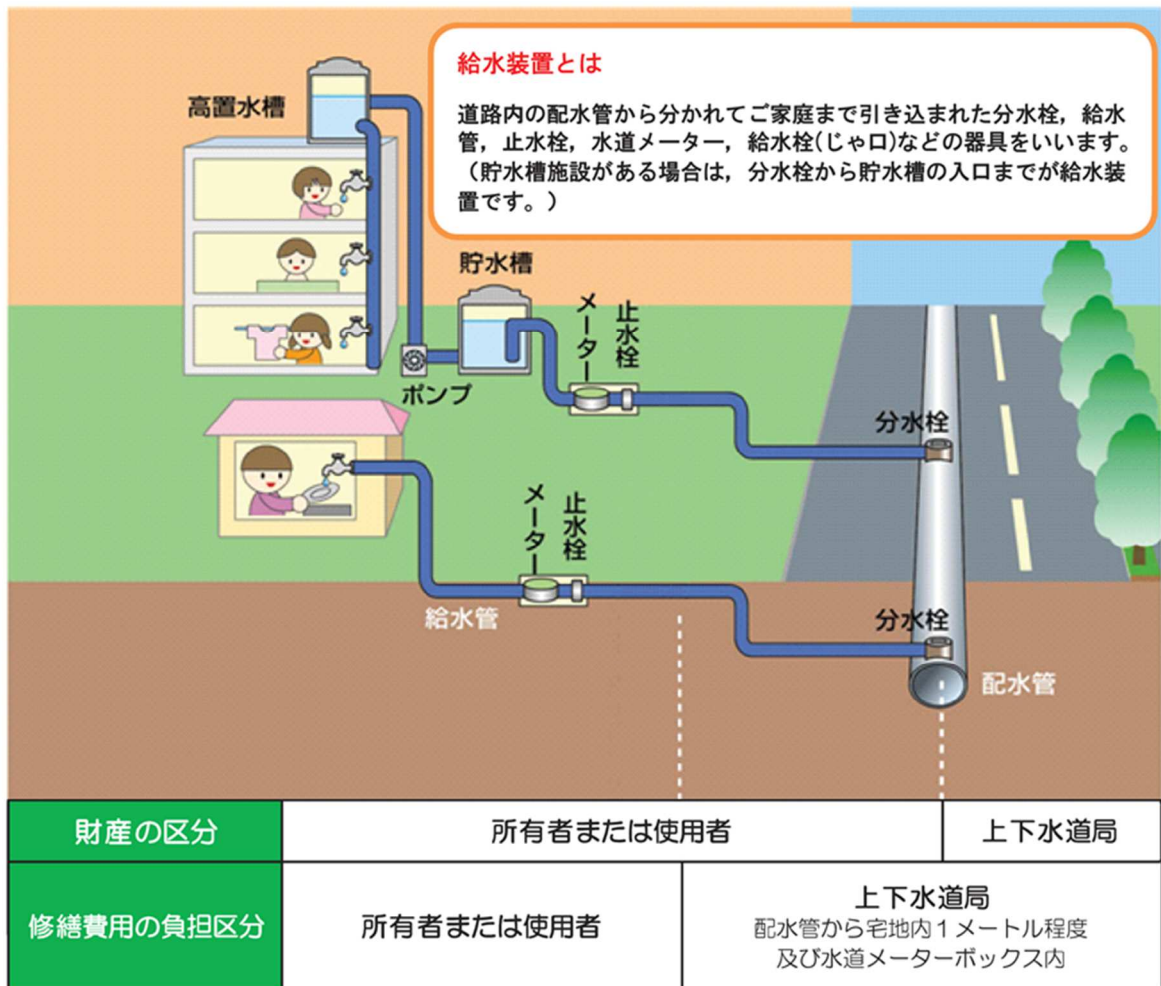 給水装置とは
道路内の配水管から分かれてご家庭まで引き込まれた分水栓，給水
管，止水栓，水道メーター，給水栓(じゃ口)などの器具をいいます。
（貯水槽施設がある場合は，分水栓から貯水槽の入口までが給水装
置です。）
高置水槽
貯水槽
メーター
止水栓
ポンプ
分水栓
メーター
止水栓
給水管
分水栓
配水管
財産の区分
所有者または使用者
上下水道局
修繕費用の負担区分
所有者または使用者
上下水道局
配水管から宅地内１メートル程度
及び水道メーターボックス内